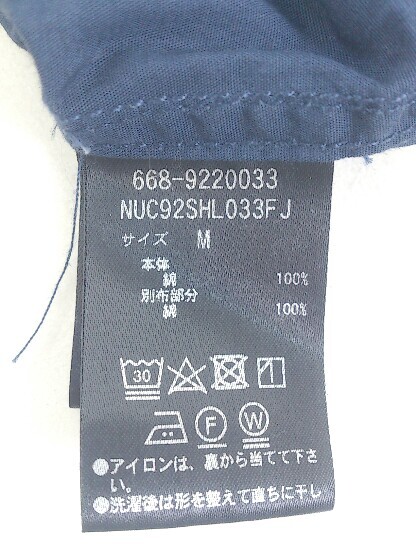 668-9220033
NUC92SHL033FJ
サイズ M
本体
綿 100%
別布部分
綿 100%
30
F W
●アイロンは、裏から当てて下さ
い。
●洗濯後は形を整えて直ちに干し